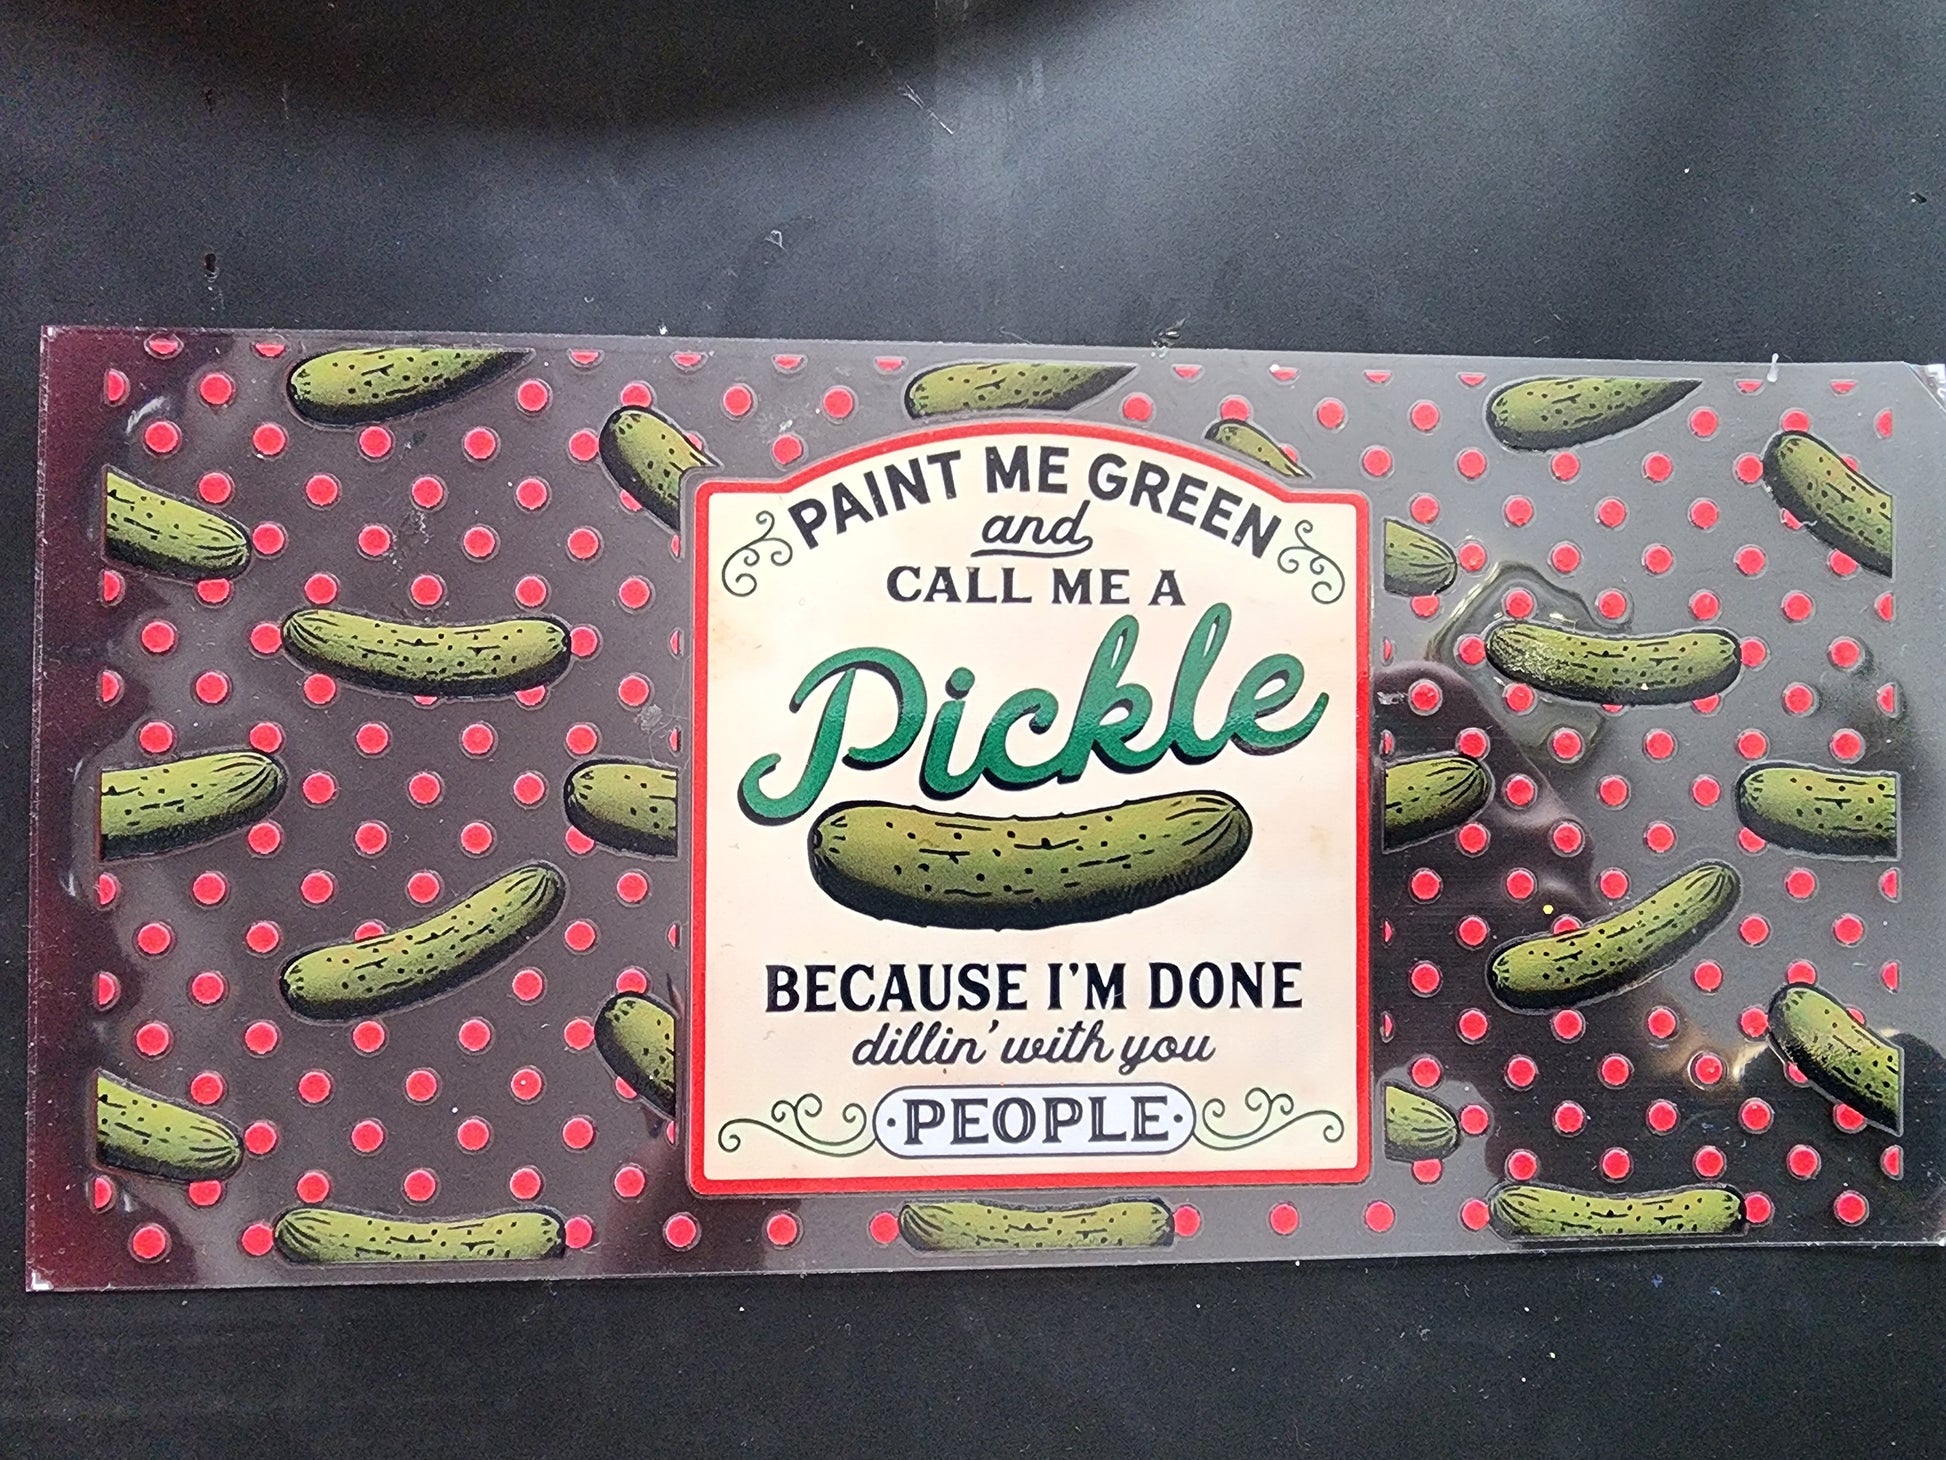 PAINT ME GREEN
and
CALL ME A
Pickle
BECAUSE I'M DONE
dillin' with you
·PEOPLE·